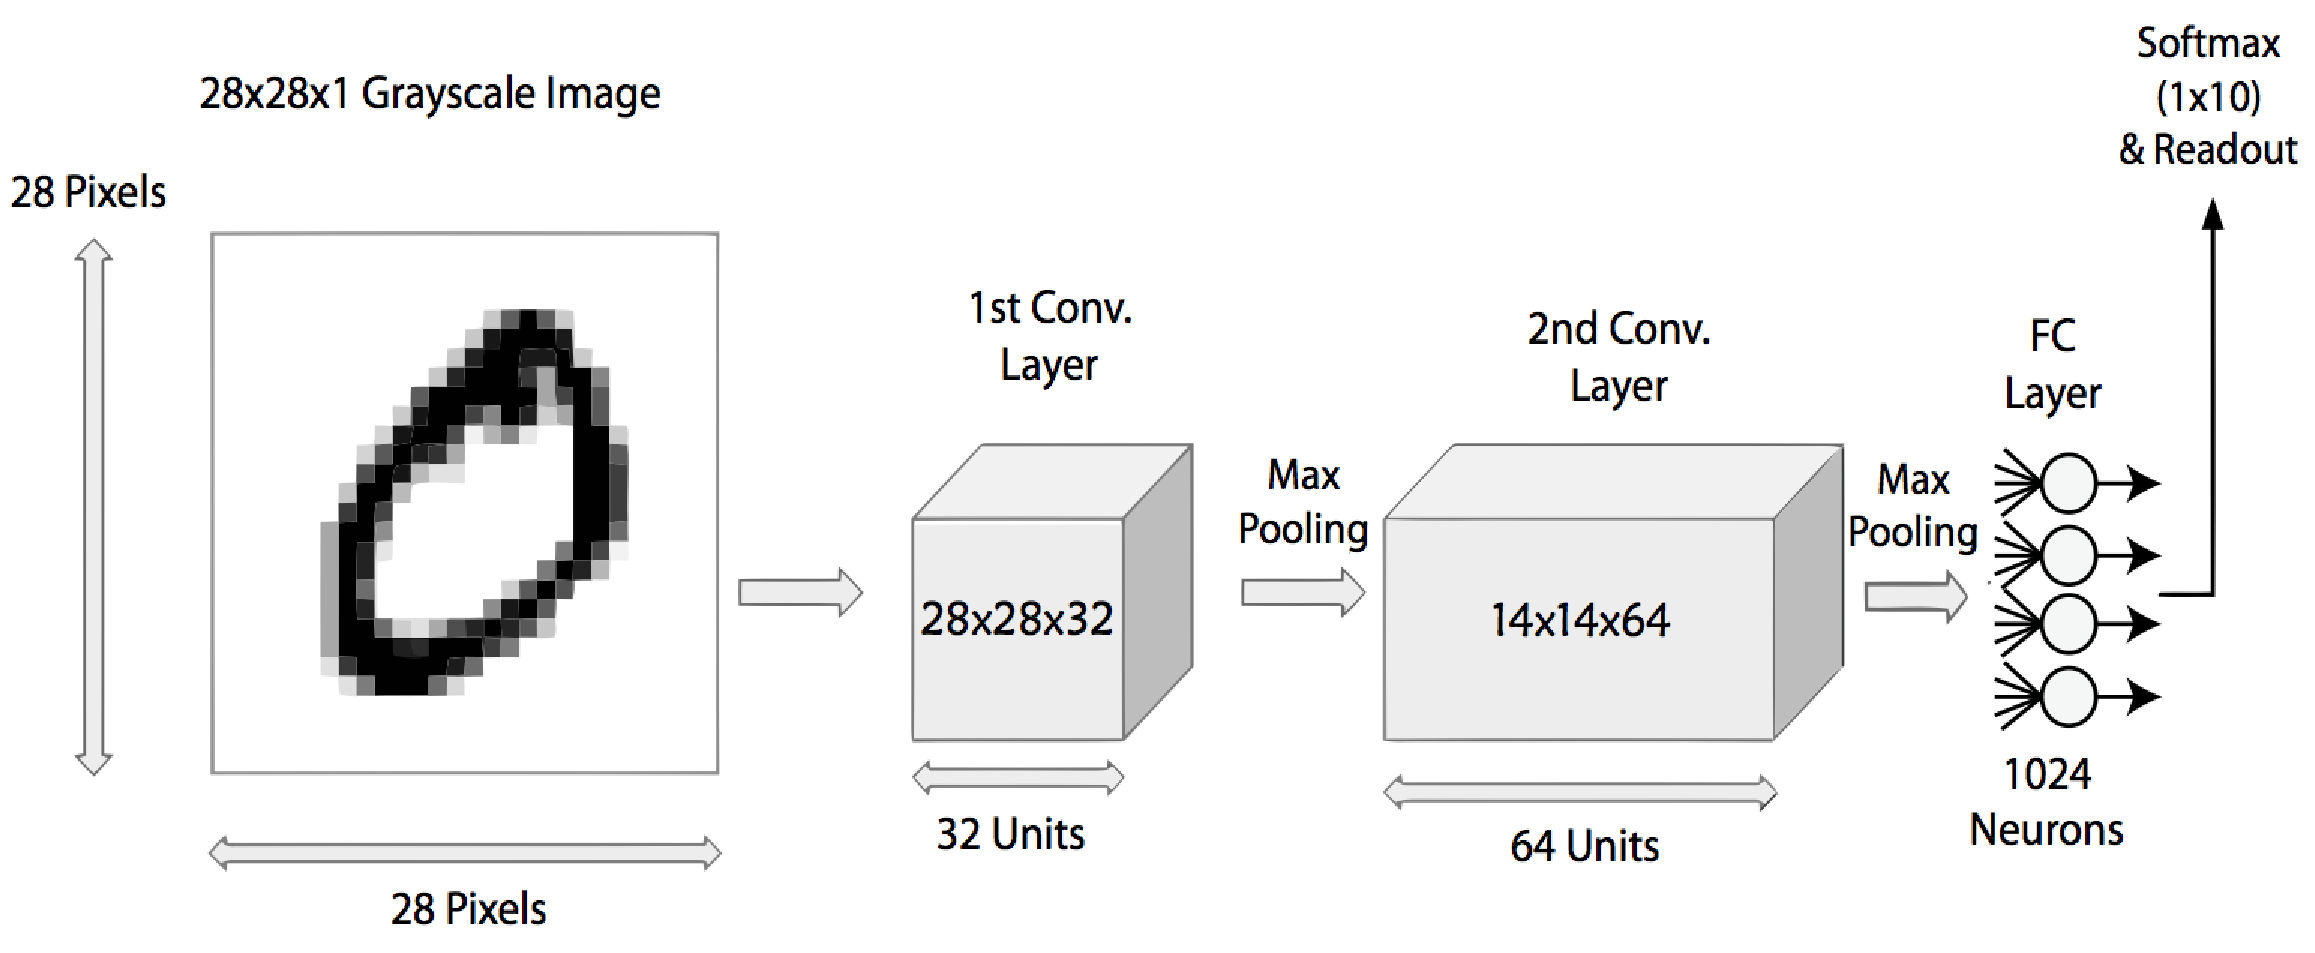 28x28x1 Grayscale Image
28 Pixels
28 Pixels
1st Conv.
Layer
28x28x32
32 Units
Max
Pooling
2nd Conv.
Layer
14x14x64
64 Units
Max
Pooling
FC
Layer
1024
Neurons
Softmax
(1x10)
& Readout